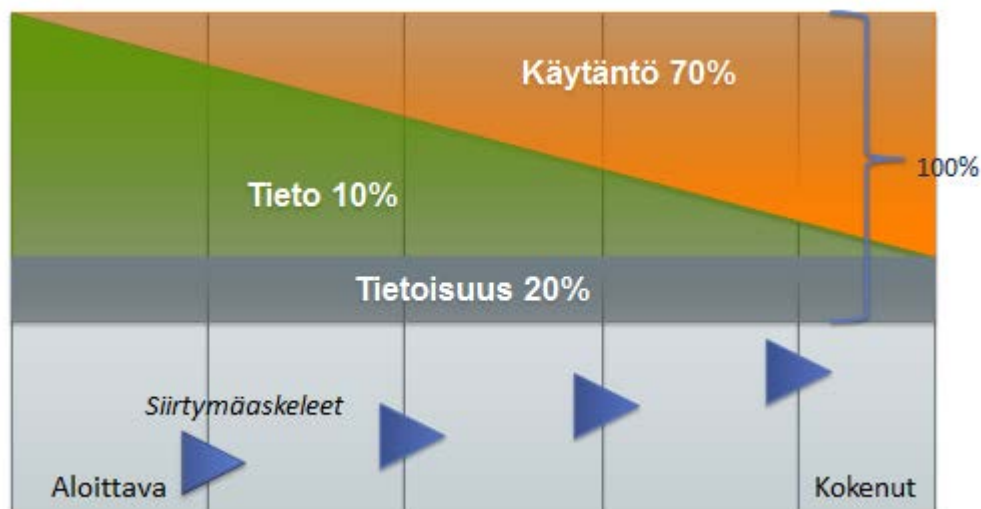 Käytäntö 70%
100%
Tieto 10%
Tietoisuus 20%
Siirtymäaskeleet
Aloittava
Kokenut